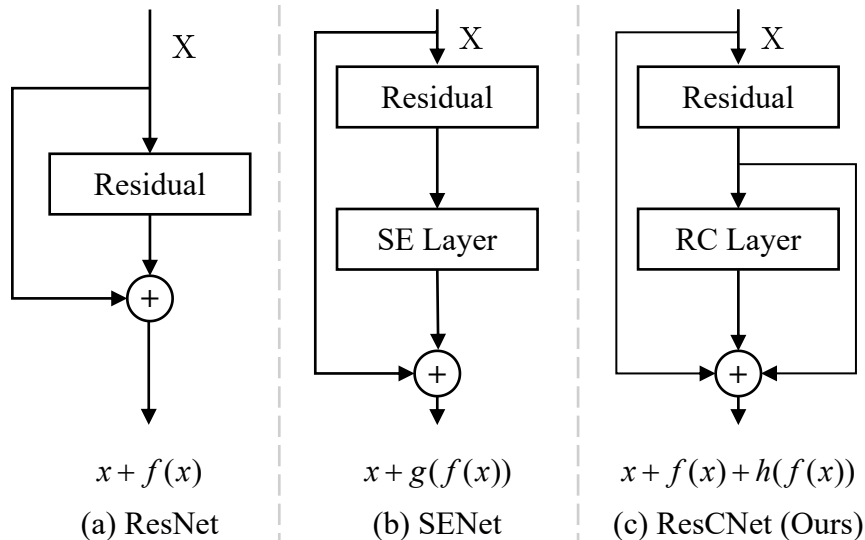 X
Residual
+
x + f(x)
(a) ResNet
X
Residual
SE Layer
+
x + g(f(x))
(b) SENet
X
Residual
RC Layer
+
x + f(x) + h(f(x))
(c) ResCNet (Ours)